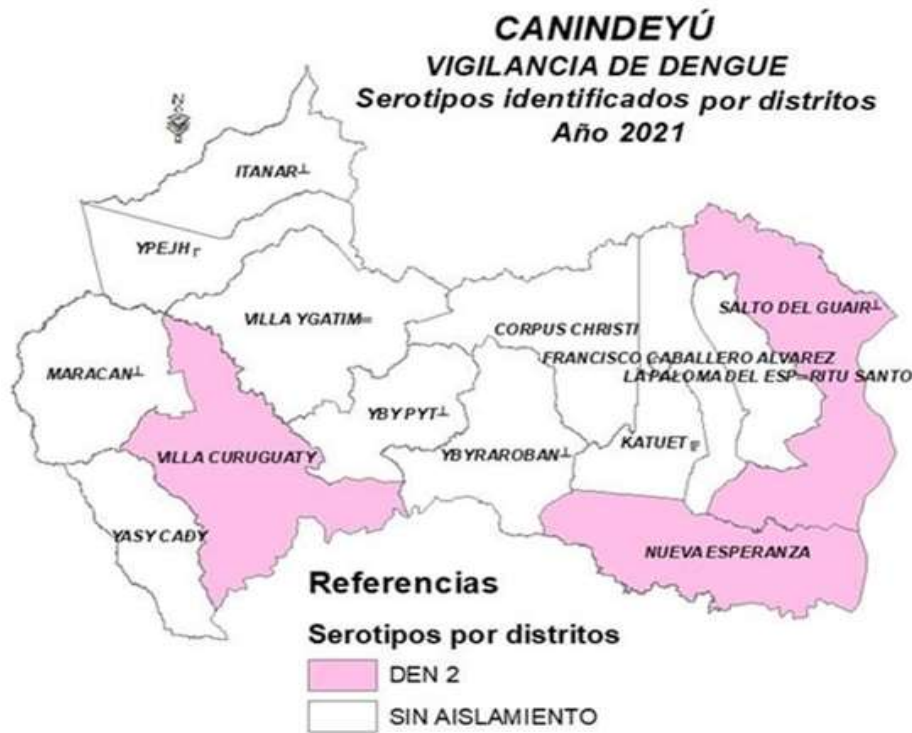 CANINDEYÚ
VIGILANCIA DE DENGUE
Serotipos identificados por distritos
Año 2021
N
ITANAR┴
YPEJH┌
VILLA YGATIM═
SALTO DEL GUAIR┴
CORPUS CHRISTI
FRANCISCO CABALLERO ALVAREZ
MARACAN┴
LA PALOMA DEL ESP═RITU SANTO
YBY PYT┴
YBYRAROBAN┴
KATUET╔
VILLA CURUGUATY
YASY CAÐY
NUEVA ESPERANZA
Referencias
Serotipos por distritos
DEN 2
SIN AISLAMIENTO